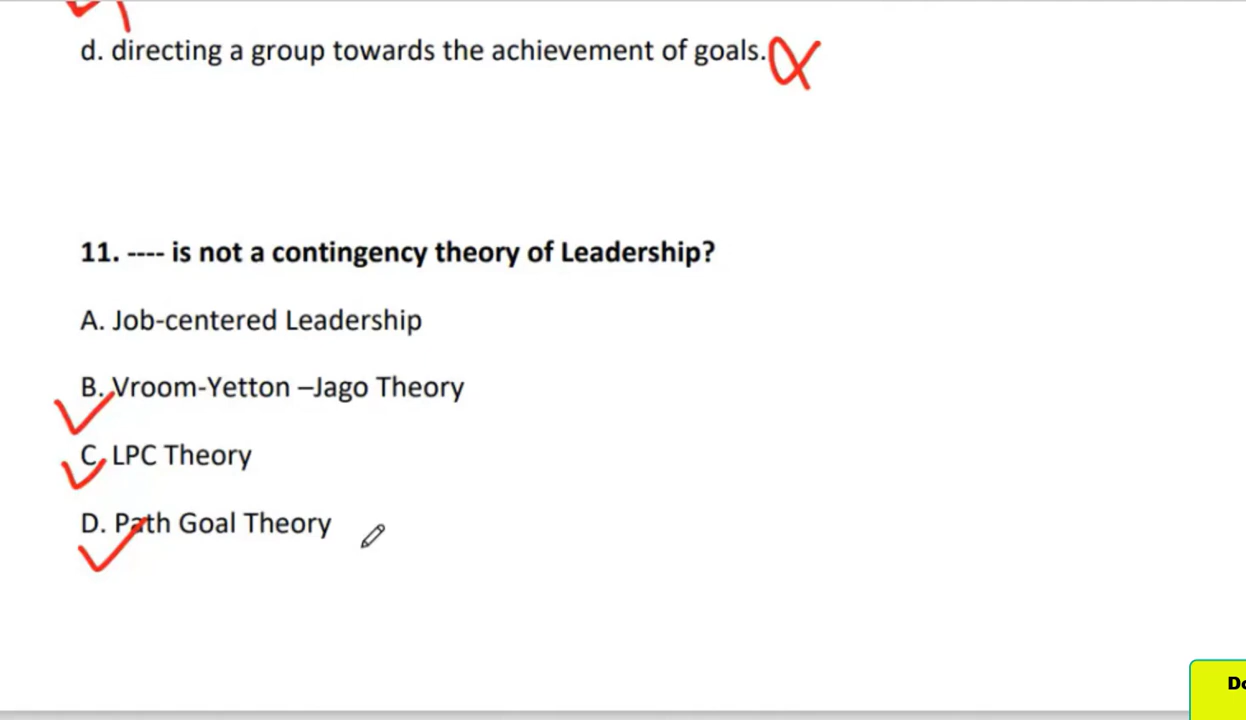 d. directing a group towards the achievement of goals.
11. ---- is not a contingency theory of Leadership?
A. Job-centered Leadership
B. Vroom-Yetton –Jago Theory
C. LPC Theory
D. Path Goal Theory